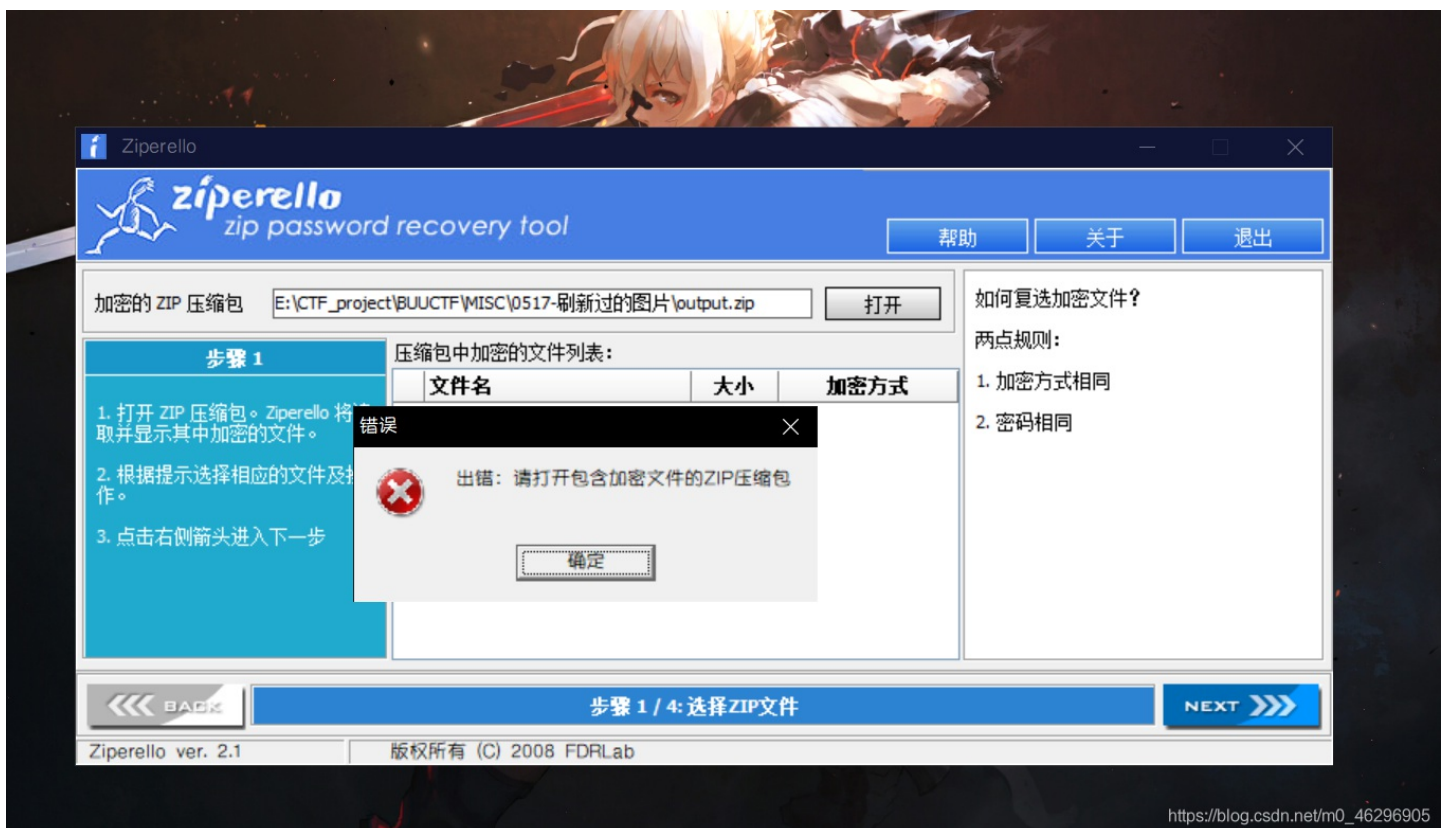 Ziperello
ziperello
zip password recovery tool
帮助
关于
退出
加密的 ZIP 压缩包
E:\CTF_project\BUUCTF\MISC\0517-刷新过的图片\output.zip
打开
步骤 1
1. 打开 ZIP 压缩包。Ziperello 将
取并显示其中加密的文件。
2. 根据提示选择相应的文件及
作。
3. 点击右侧箭头进入下一步
压缩包中加密的文件列表：
文件名
大小
加密方式
错误
出错：请打开包含加密文件的ZIP压缩包
确定
如何复选加密文件?
两点规则：
1. 加密方式相同
2. 密码相同
BACK
步骤 1 / 4: 选择ZIP文件
NEXT
Ziperello ver. 2.1
版权所有 (C) 2008 FDRLab
https://blog.csdn.net/m0_46296905